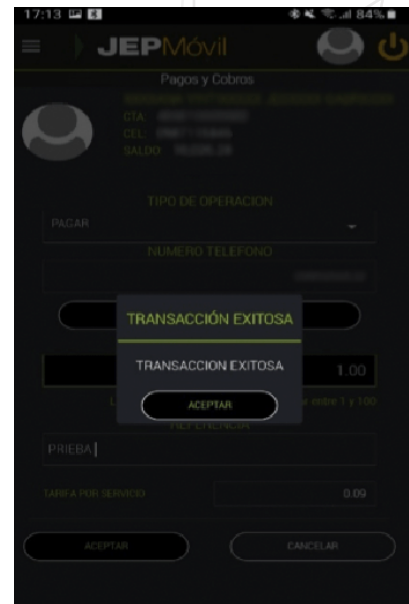 17:13 84%
JEPMóvil
Pagos y Cobros
CTA:
CEL:
SALDO:
TIPO DE OPERACION
PAGAR
NUMERO TELEFONO
TRANSACCIÓN EXITOSA
TRANSACCION EXITOSA
1.00
ACEPTAR
L entre 1 y 100
REFERENCIA
PRIEBA
TARIFA POR SERVICIO 0.09
ACEPTAR CANCELAR